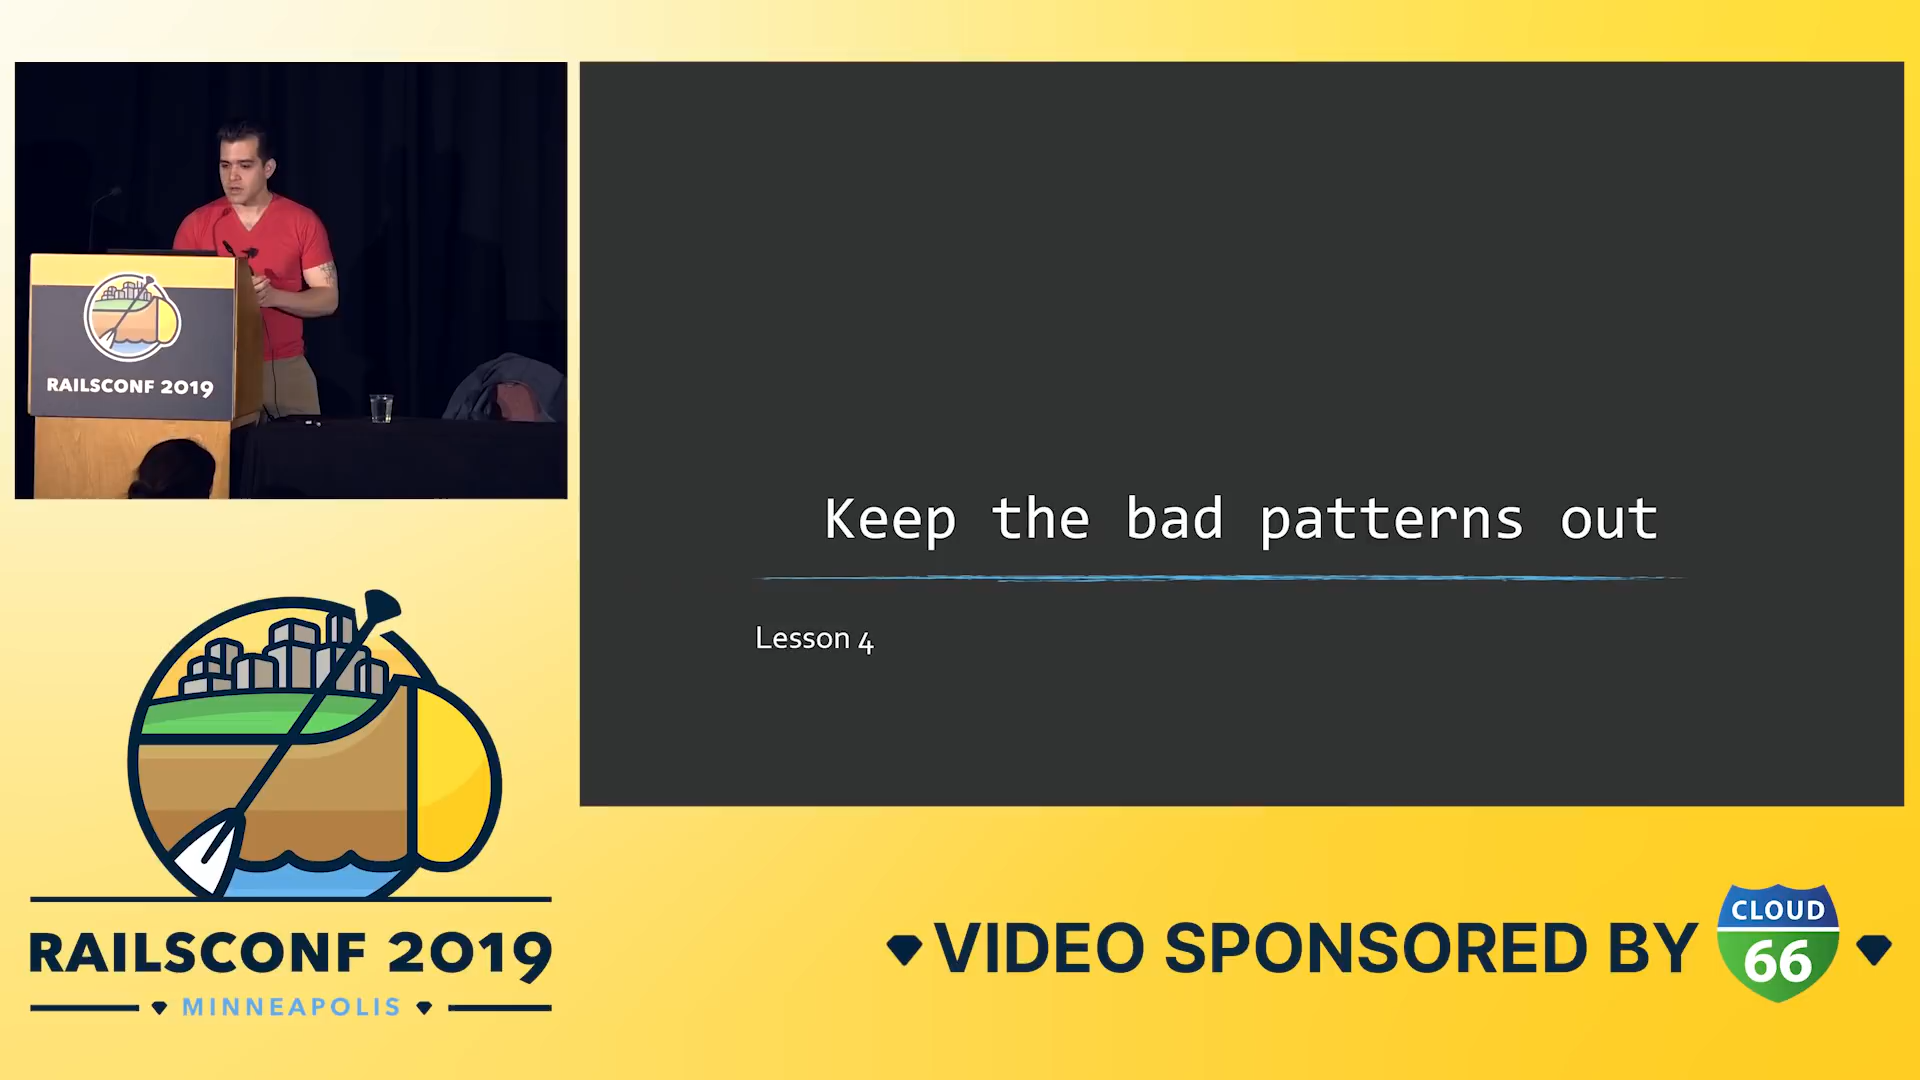 RAILSCONF 2019
Keep the bad patterns out
Lesson 4
RAILSCONF 2019
MINNEAPOLIS
VIDEO SPONSORED BY
CLOUD
66